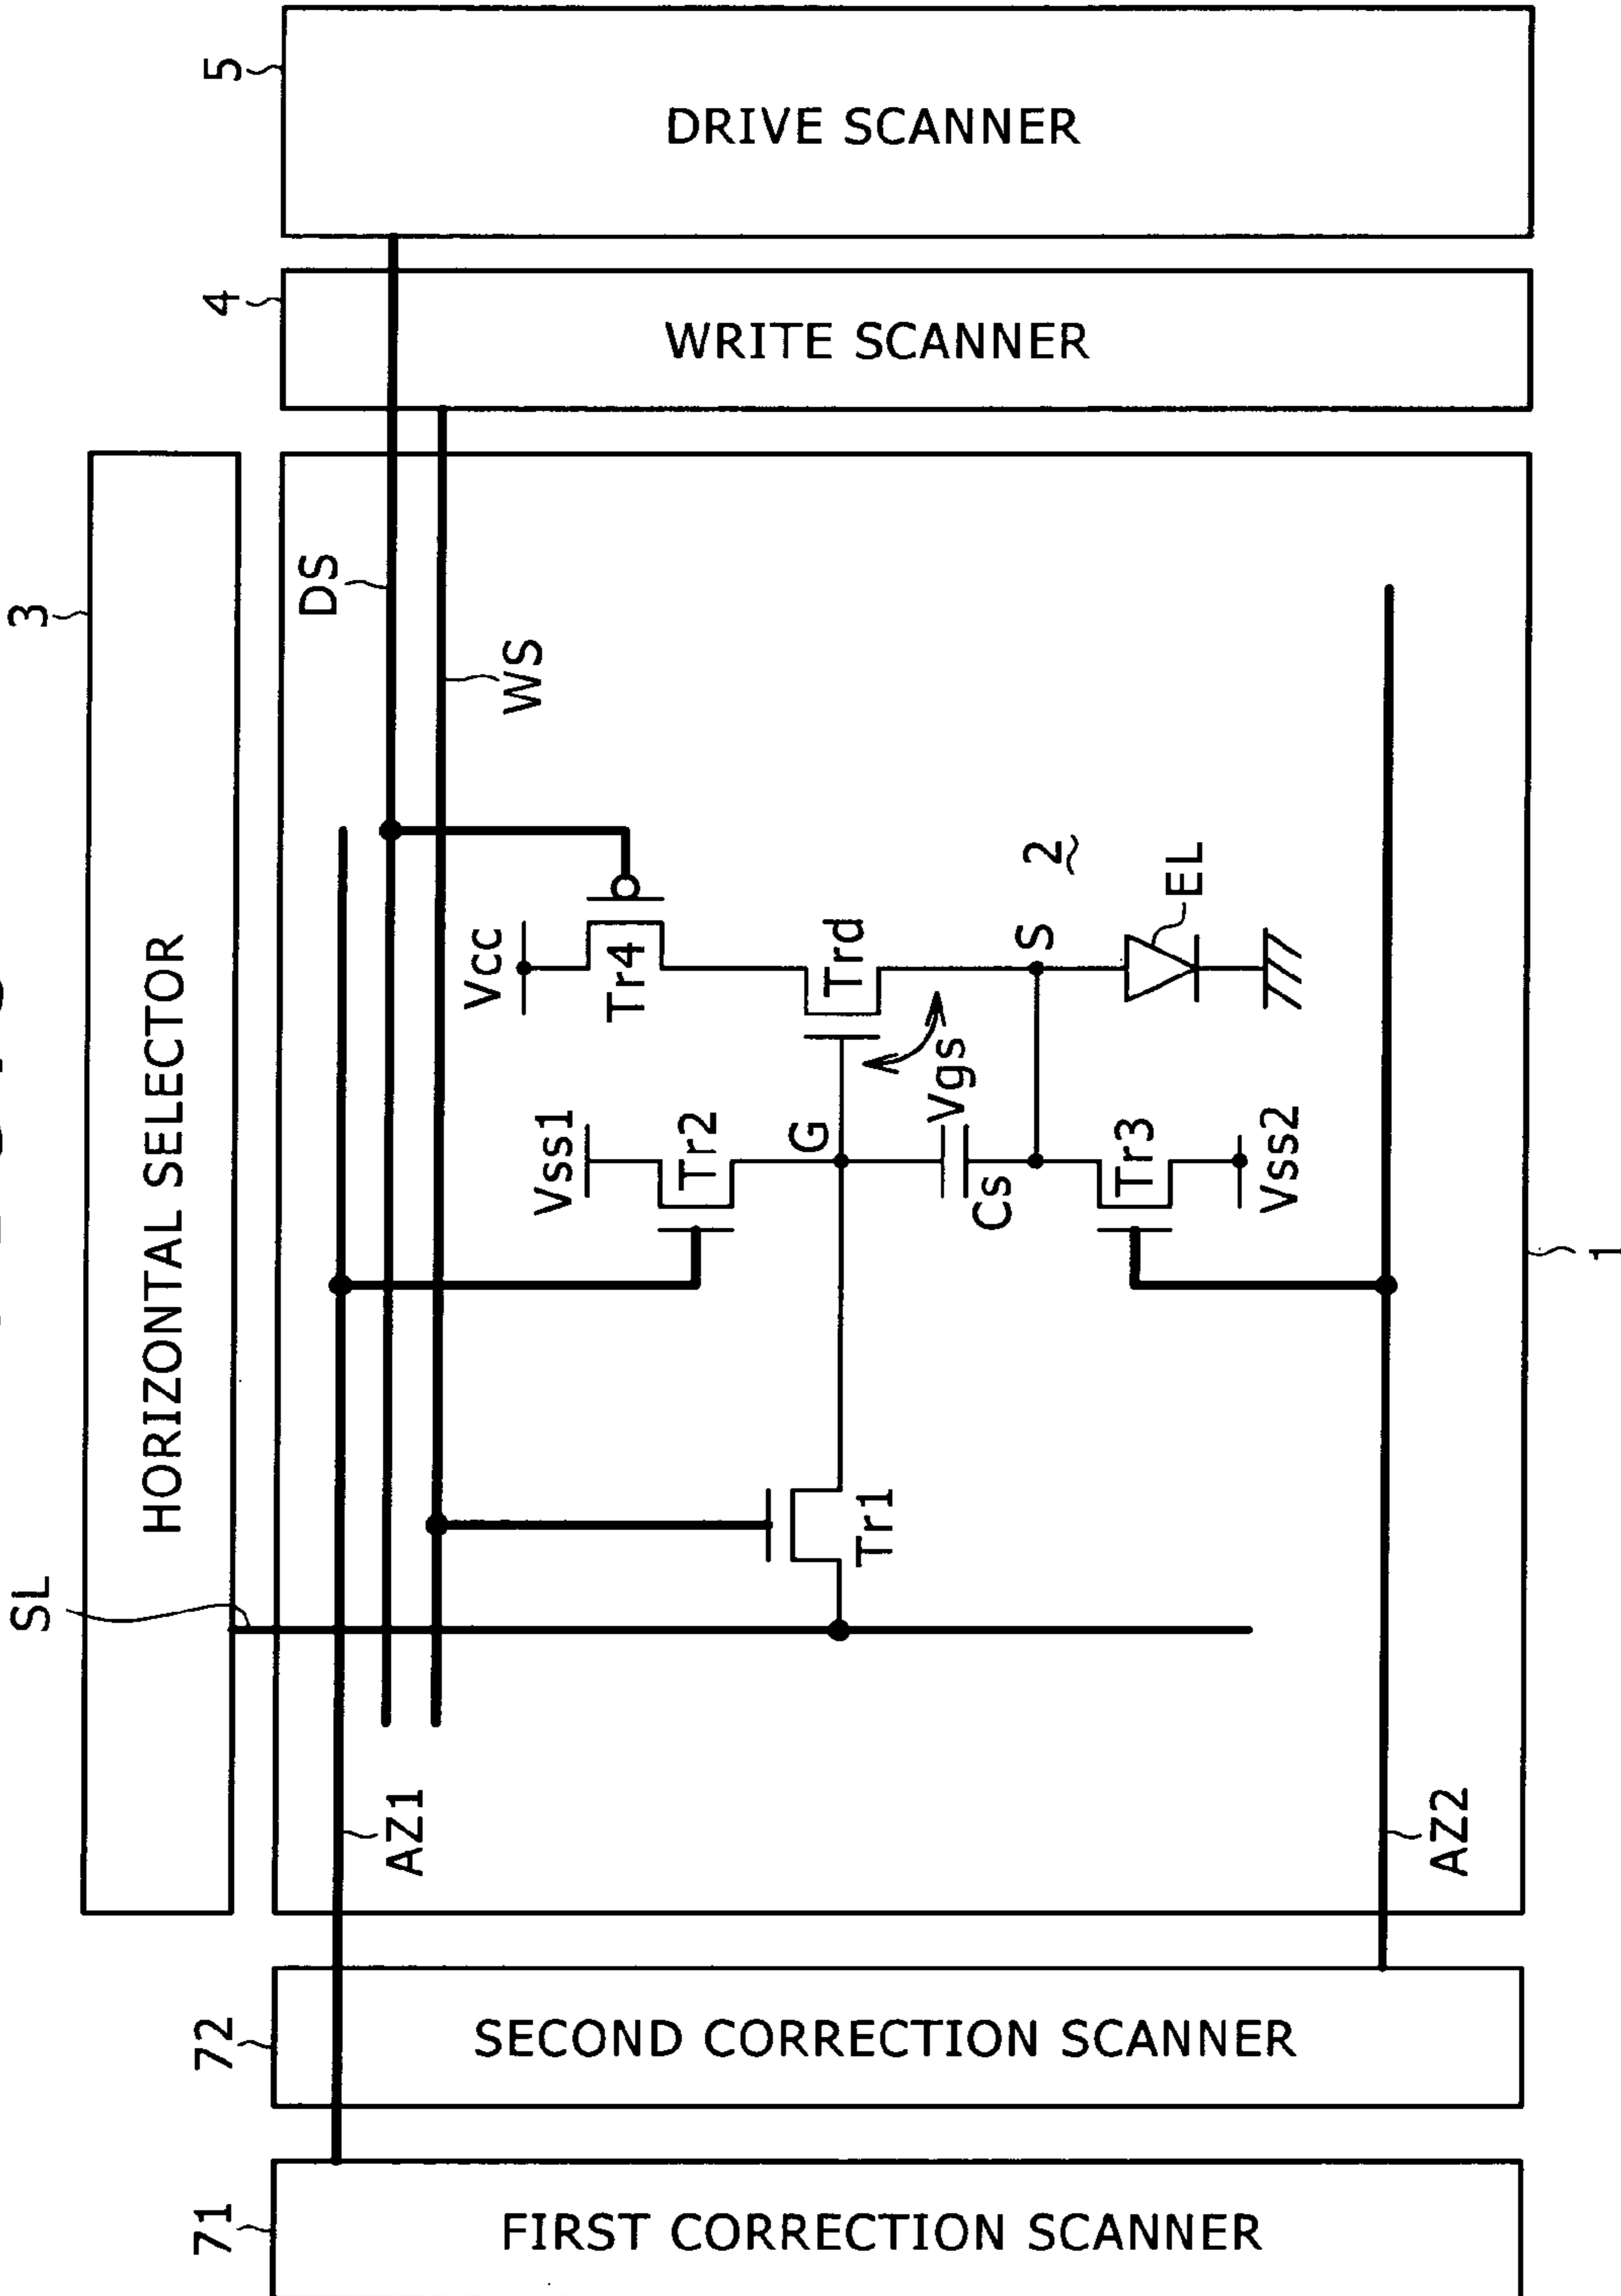 SL
3
HORIZONTAL SELECTOR
71
72
4
5
DS
AZ1
Vcc
WS
Vss1
Tr4
Tr2
G
Trd
Tr1
FIRST CORRECTION SCANNER
SECOND CORRECTION SCANNER
WRITE SCANNER
DRIVE SCANNER
Vgs
Cs
S
2
Tr3
EL
Vss2
AZ2
1